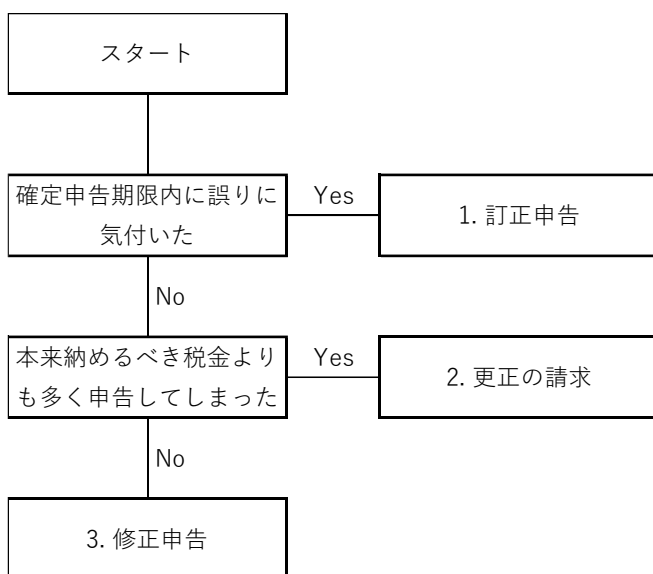 スタート
確定申告期限内に誤りに
気付いた
Yes
1. 訂正申告
No
本来納めるべき税金より
も多く申告してしまった
Yes
2. 更正の請求
No
3. 修正申告